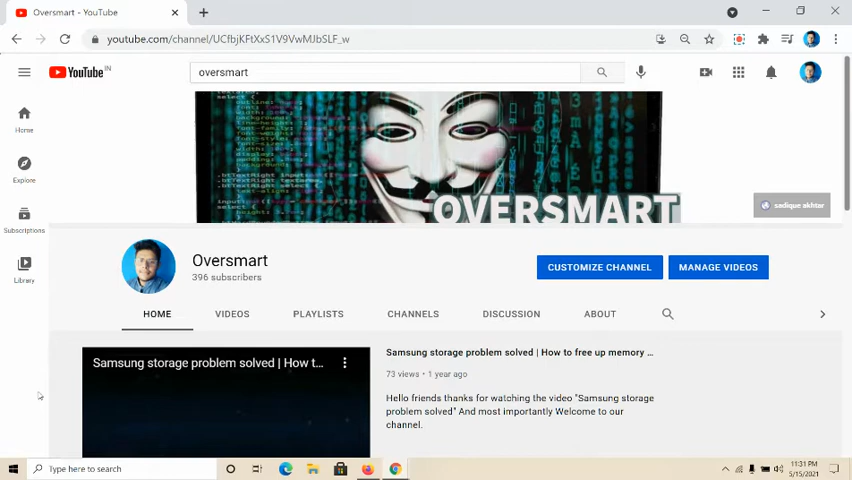 Oversmart - YouTube
youtube.com/channel/UCfbjKFtXxS1V9VwMJbSLF_w
YouTube IN
oversmart
OVERSMART
sadique akhtar
Home
Explore
Subscriptions
Library
Oversmart
396 subscribers
CUSTOMIZE CHANNEL
MANAGE VIDEOS
HOME
VIDEOS
PLAYLISTS
CHANNELS
DISCUSSION
ABOUT
Samsung storage problem solved | How t...
Samsung storage problem solved | How to free up memory ...
73 views • 1 year ago
Hello friends thanks for watching the video "Samsung
storage problem solved" And most importantly Welcome to our
channel.
Type here to search
11:31 PM
5/15/2021